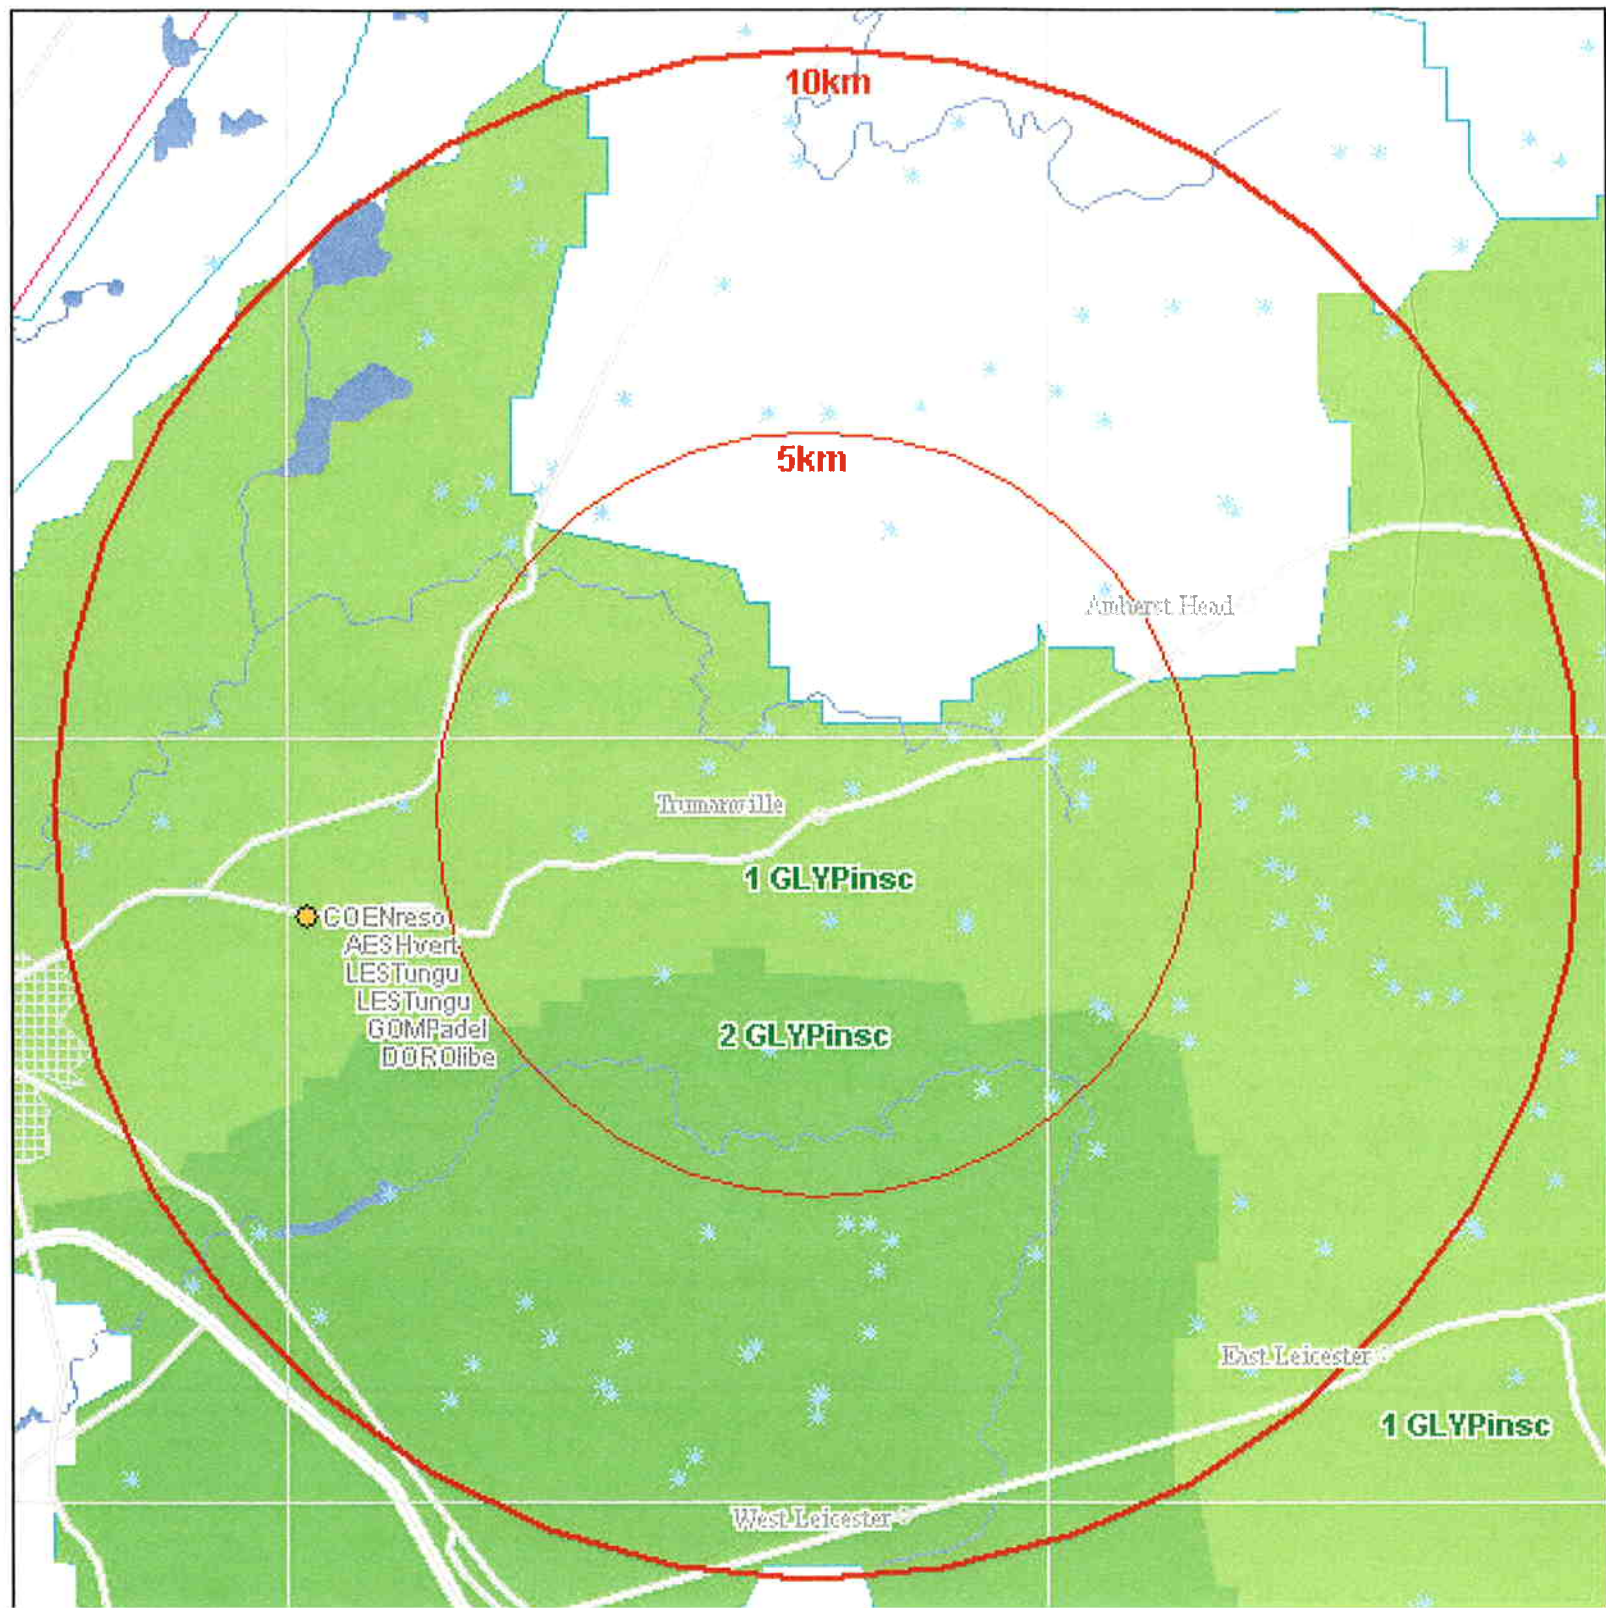 10km
5km
Amherst Head
Trumanville
1 GLYPinsc
COENreso
AESHvert
LESTungu
LESTungu
GOMPadel
DOROlibe
2 GLYPinsc
East Leicester
1 GLYPinsc
West Leicester